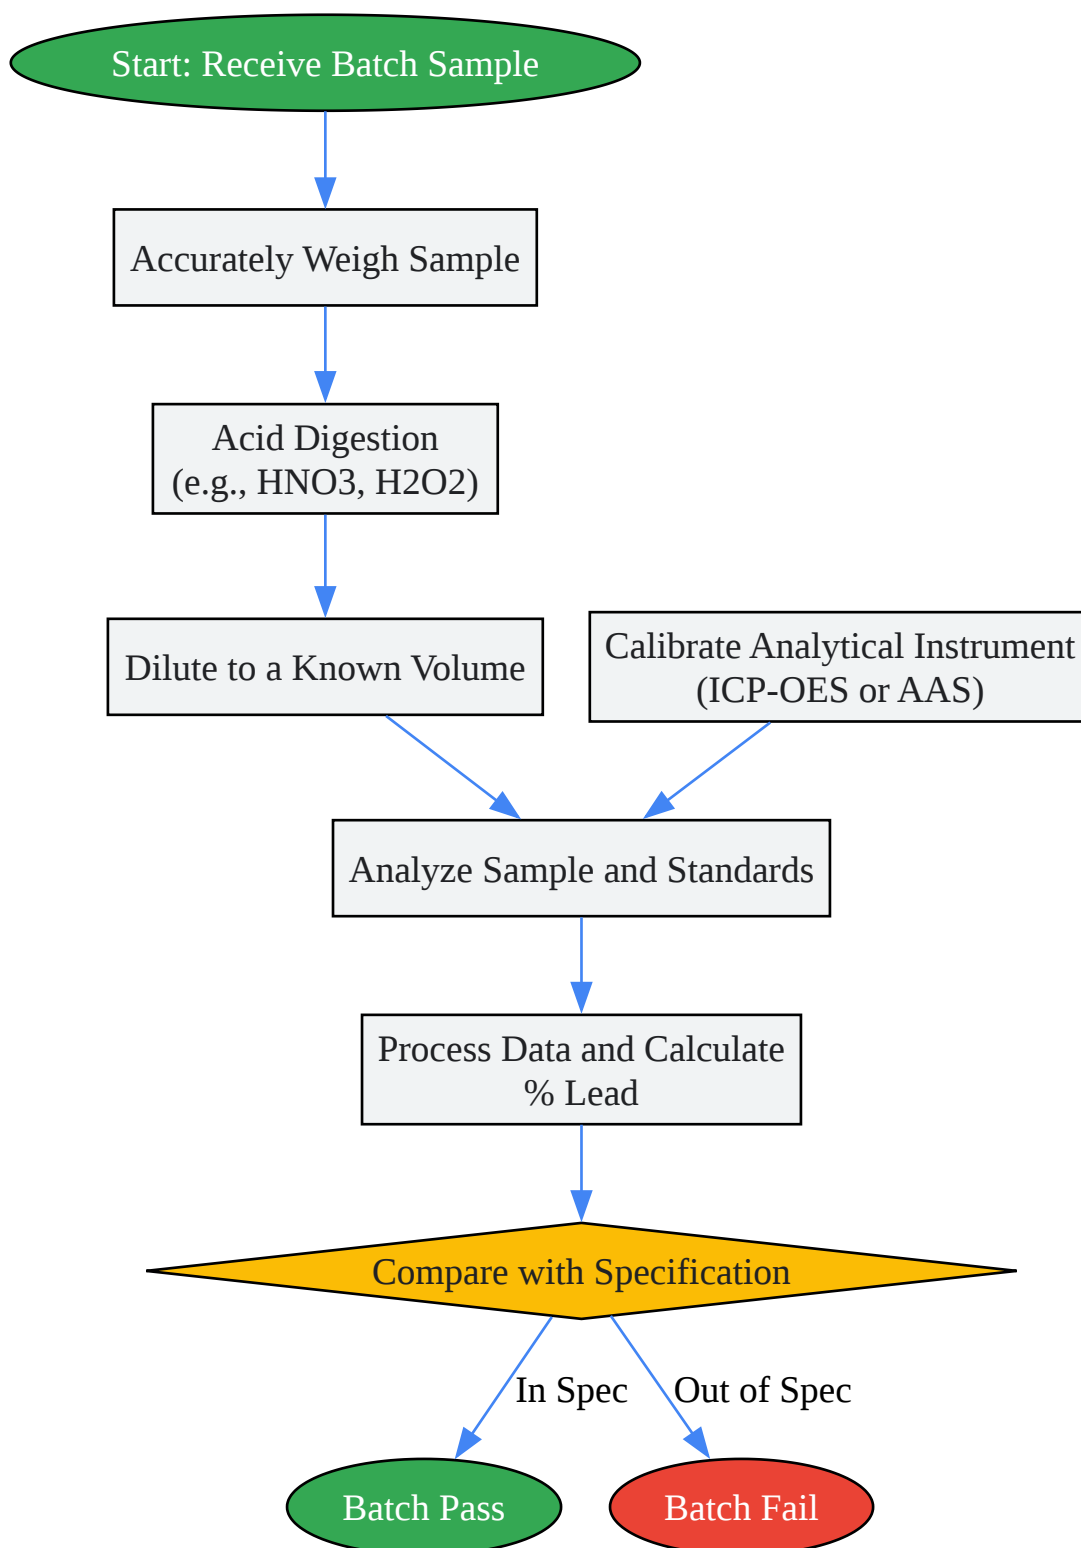 Start: Receive Batch Sample
Accurately Weigh Sample
Acid Digestion
(e.g., HNO3, H2O2)
Dilute to a Known Volume
Calibrate Analytical Instrument
(ICP-OES or AAS)
Analyze Sample and Standards
Process Data and Calculate
% Lead
Compare with Specification
In Spec
Out of Spec
Batch Pass
Batch Fail